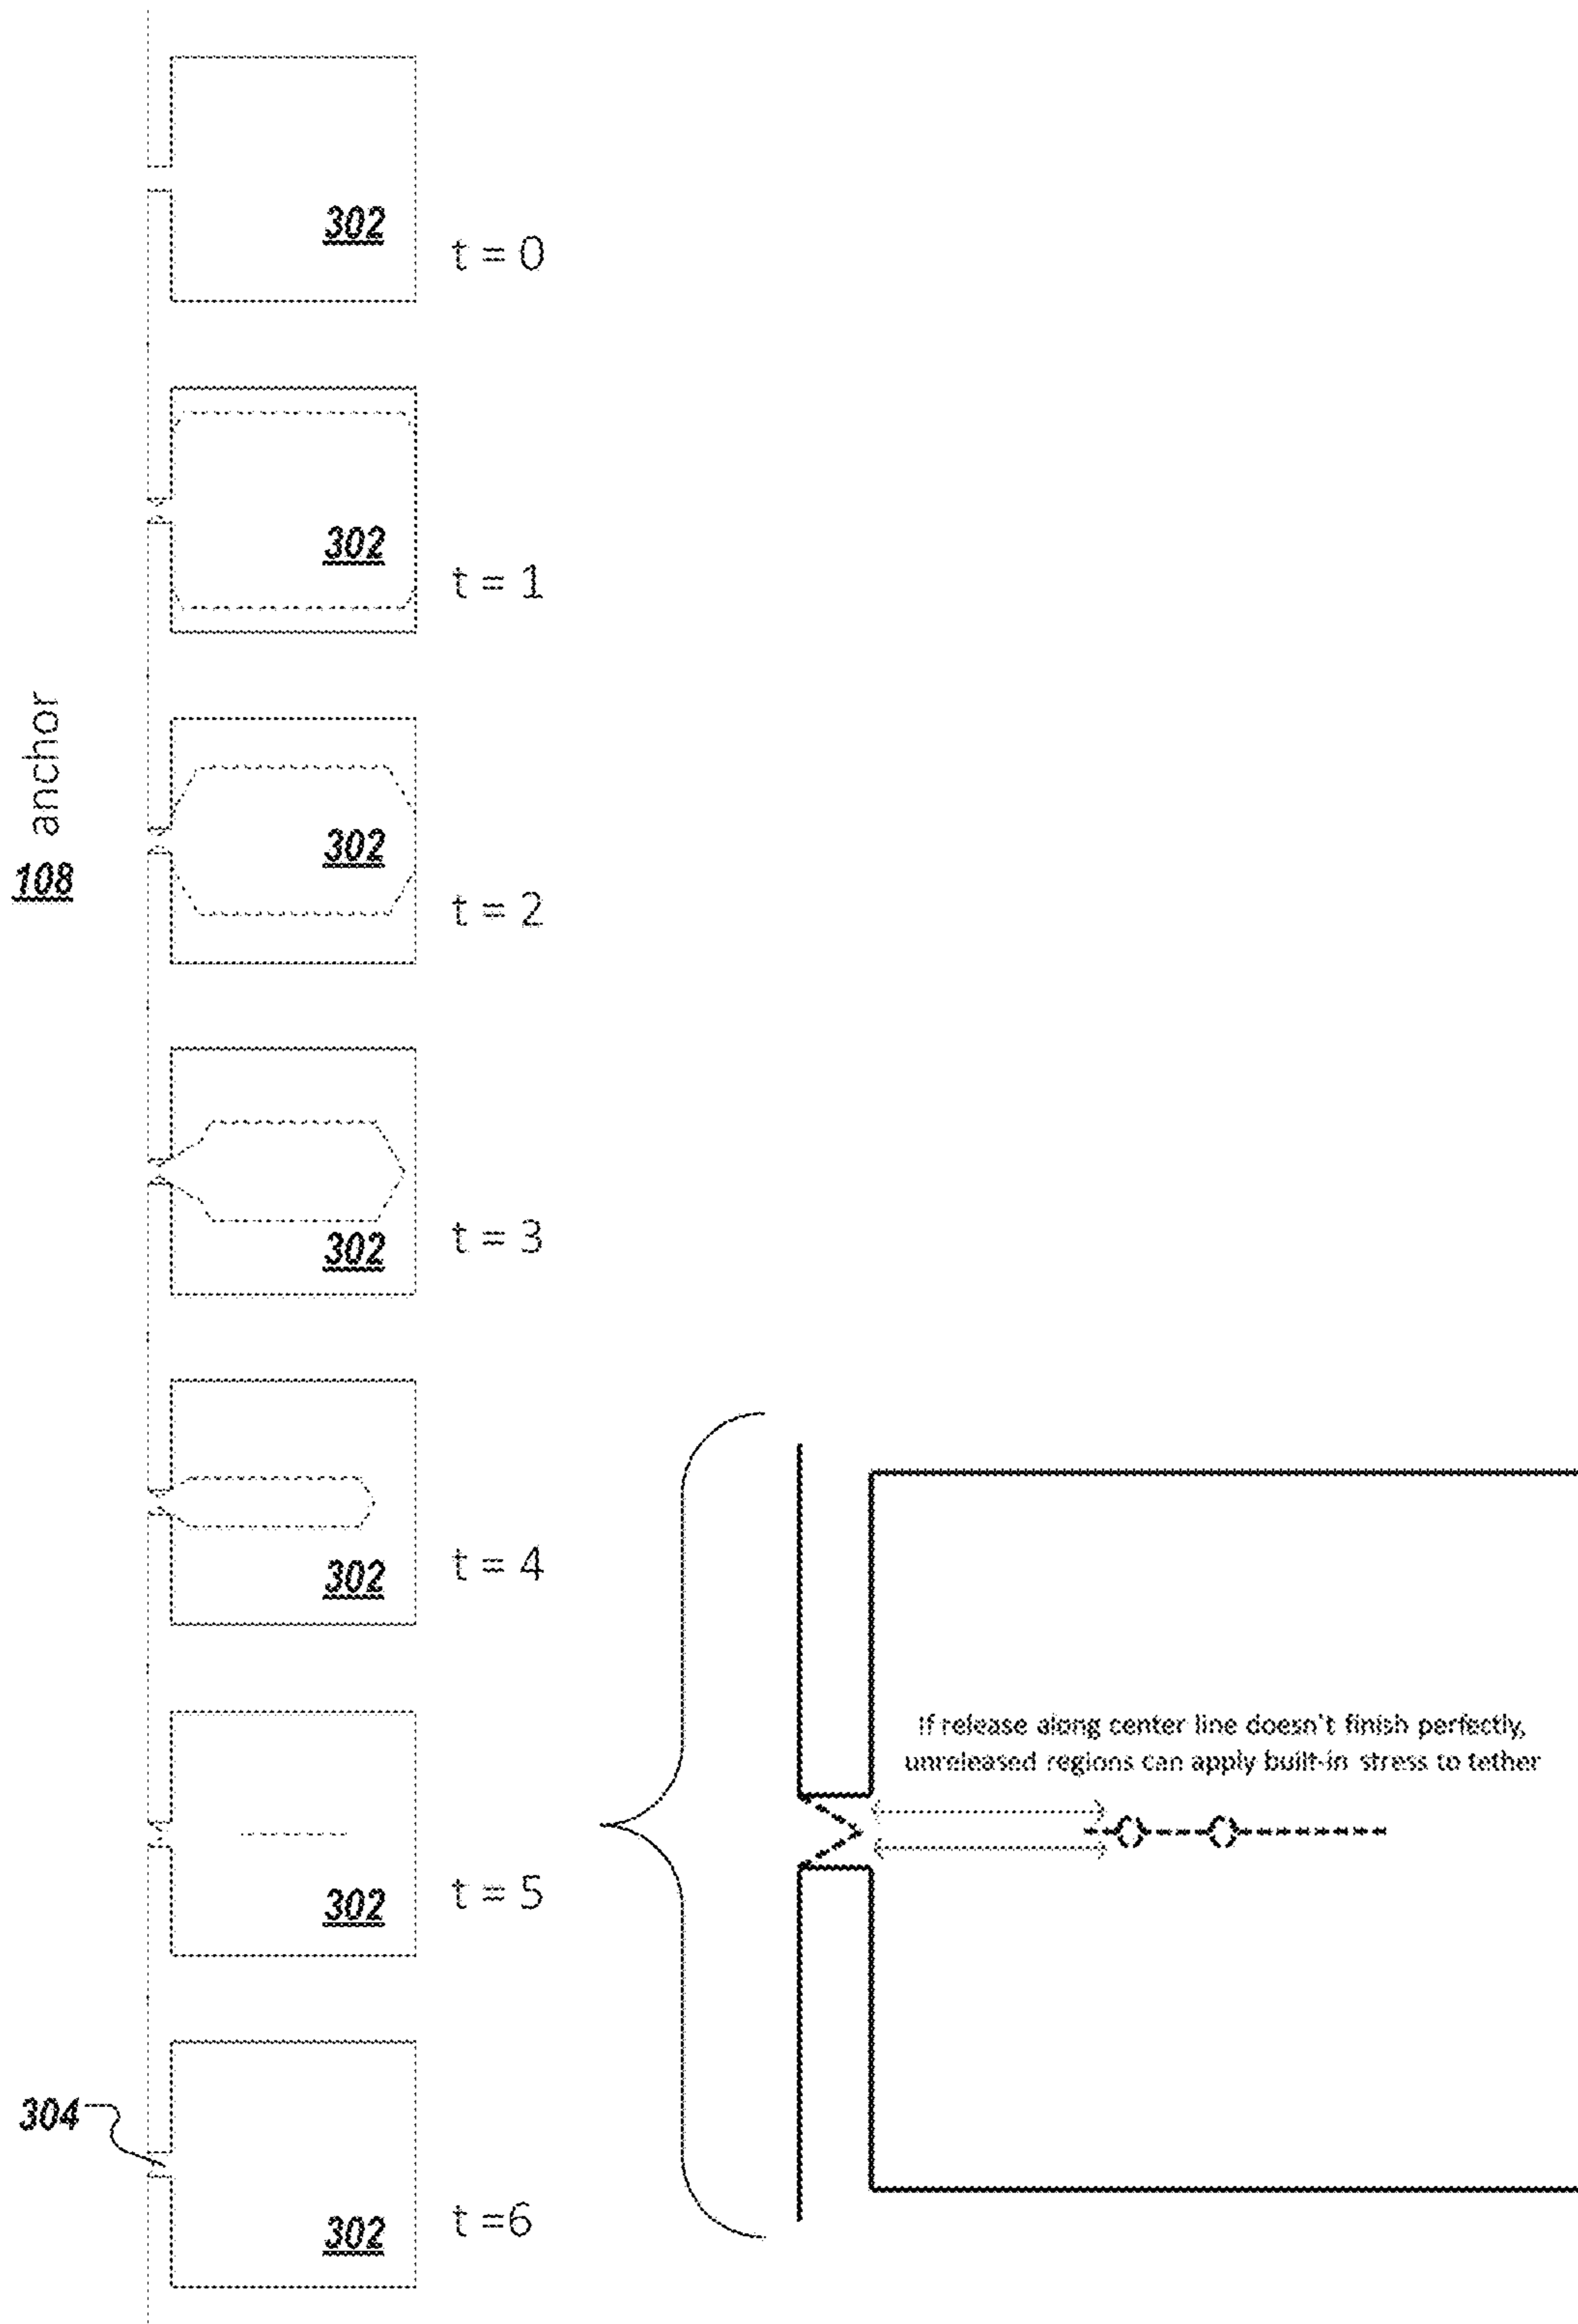 302
t = 0
302
t = 1
108 anchor
302
t = 2
302
t = 3
302
t = 4
If release along center line doesn't finish perfectly,
unreleased regions can apply built-in stress to tether
302
t = 5
304
302
t =6